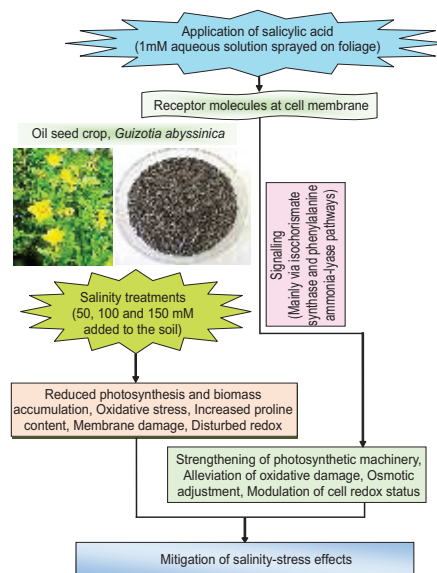 Application of salicylic acid
(1mM aqueous solution sprayed on foliage)
Receptor molecules at cell membrane
Oil seed crop, Guizotia abyssinica
Signalling
(Mainly via isochorismate
synthase and phenylalanine
ammonia-lyase pathways)
Salinity treatments
(50, 100 and 150 mM
added to the soil)
Reduced photosynthesis and biomass
accumulation, Oxidative stress, Increased proline
content, Membrane damage, Disturbed redox
Strengthening of photosynthetic machinery,
Alleviation of oxidative damage, Osmotic
adjustment, Modulation of cell redox status
Mitigation of salinity-stress effects